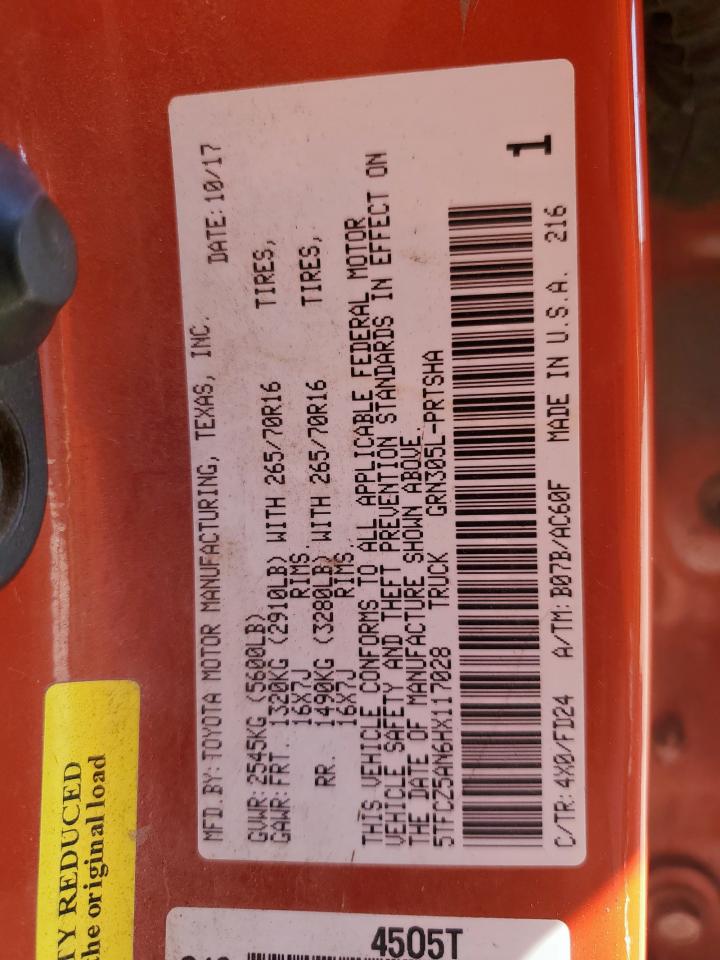 MFD.BY:TOYOTA MOTOR MANUFACTURING, TEXAS, INC. DATE:10/17
GVWR:2545KG (5600LB)
GAWR:FRT. 1320KG (2910LB) WITH 265/70R16 TIRES,
16X7J RIMS,
RR. 1490KG (3280LB) WITH 265/70R16 TIRES,
16X7J RIMS,
THIS VEHICLE CONFORMS TO ALL APPLICABLE FEDERAL MOTOR
VEHICLE SAFETY AND THEFT PREVENTION STANDARDS IN EFFECT ON
THE DATE OF MANUFACTURE SHOWN ABOVE.
5TFCZ5AN6HX117028 TRUCK GRN305L-PRTSHA
1
C/TR:4X0/FD24 A/TM:B07B/AC60F MADE IN U.S.A. 216
TY REDUCED
the original load
4505T